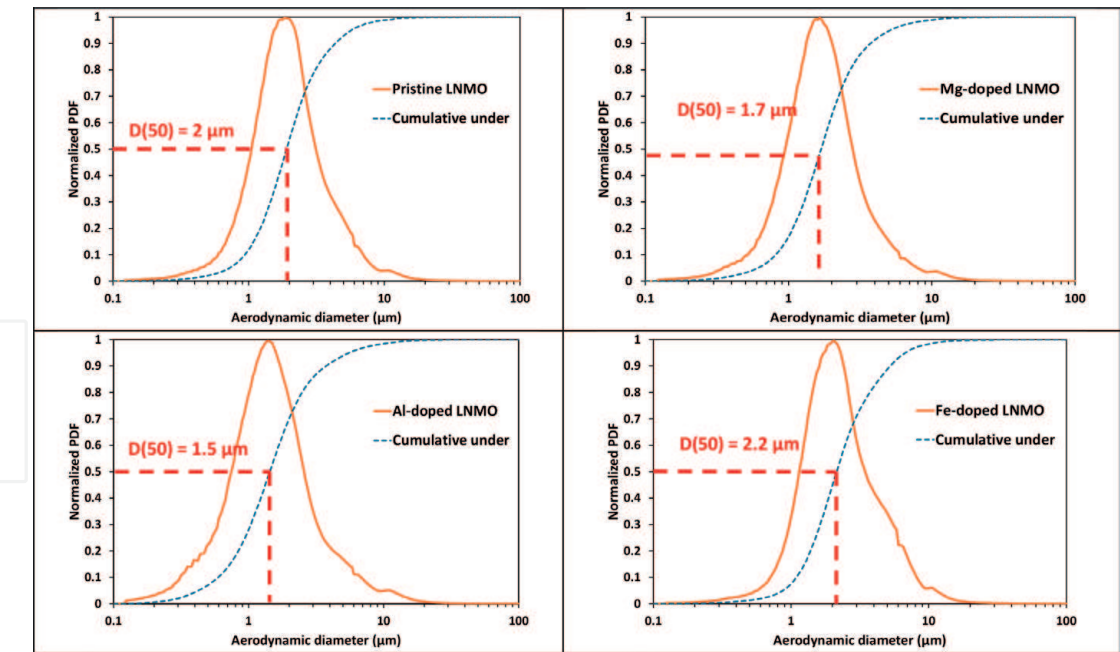 1
0.9
0.8
0.7
0.6
0.5
0.4
0.3
0.2
0.1
0
Normalized PDF
D(50) = 2 µm
Pristine LNMO
Cumulative under
0.1 1 10 100
Aerodynamic diameter (µm)
1
0.9
0.8
0.7
0.6
0.5
0.4
0.3
0.2
0.1
0
Normalized PDF
D(50) = 1.7 µm
Mg-doped LNMO
Cumulative under
0.1 1 10 100
Aerodynamic diameter (µm)
1
0.9
0.8
0.7
0.6
0.5
0.4
0.3
0.2
0.1
0
Normalized PDF
D(50) = 1.5 µm
Al-doped LNMO
Cumulative under
0.1 1 10 100
Aerodynamic diameter (µm)
1
0.9
0.8
0.7
0.6
0.5
0.4
0.3
0.2
0.1
0
Normalized PDF
D(50) = 2.2 µm
Fe-doped LNMO
Cumulative under
0.1 1 10 100
Aerodynamic diameter (µm)